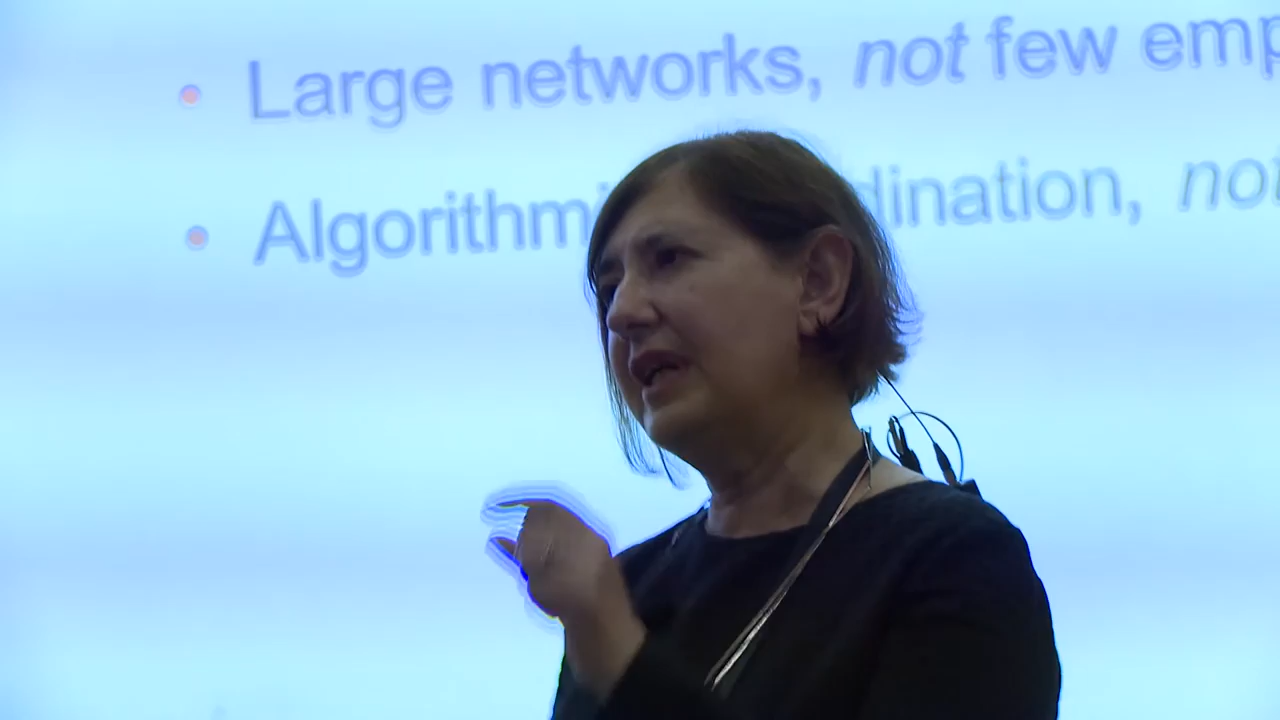 • Large networks, not few emp
• Algorithmi dination, not